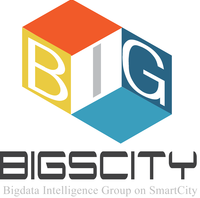 BIG
BIGSCITY
Bigdata Intelligence Group on SmartCity